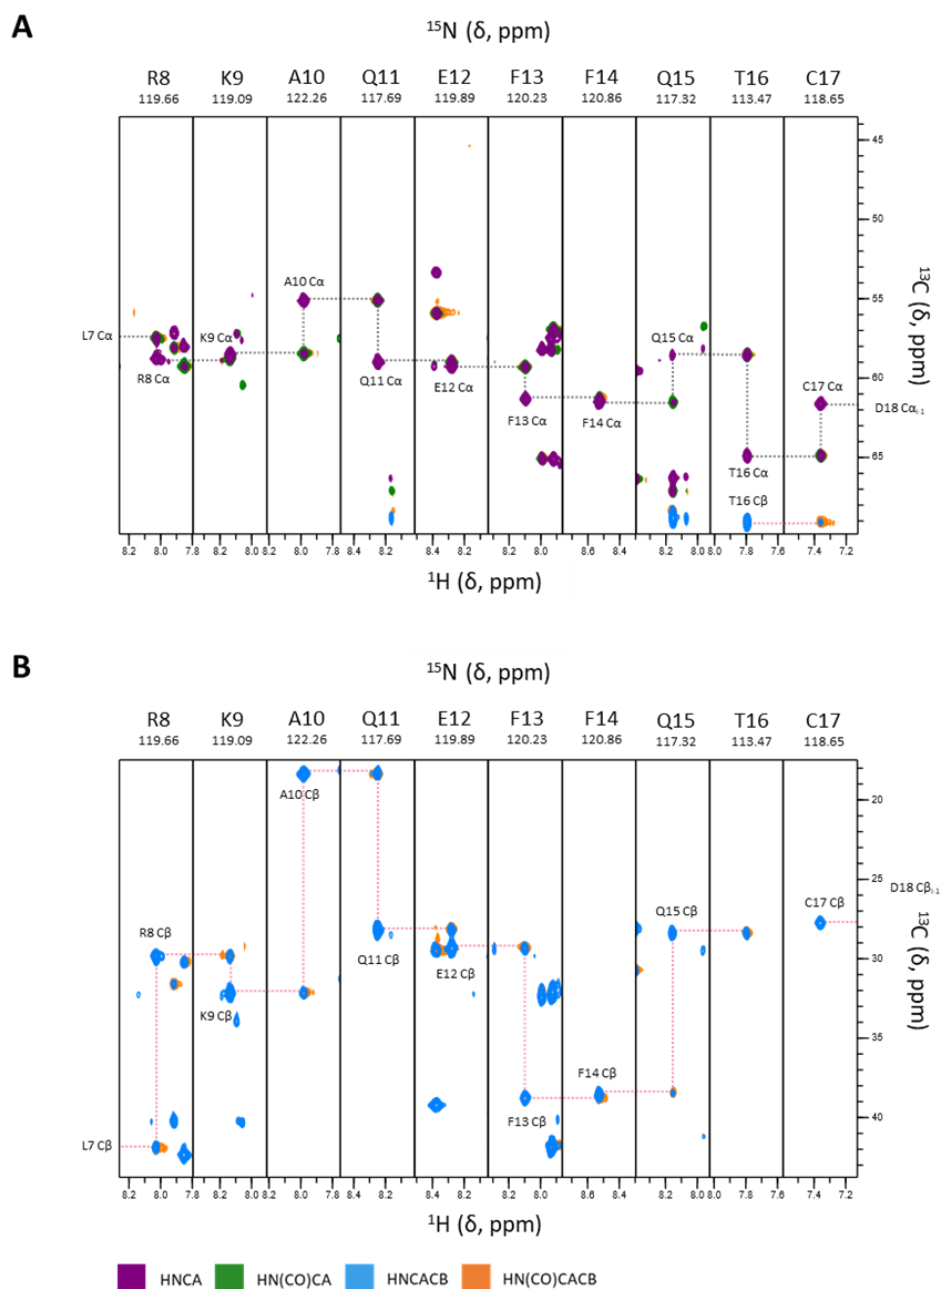 A
¹⁵N (δ, ppm)
R8 K9 A10 Q11 E12 F13 F14 Q15 T16 C17
119.66 119.09 122.26 117.69 119.89 120.23 120.86 117.32 113.47 118.65
45
50
A10 Cα
55
¹³C (δ, ppm)
L7 Cα
K9 Cα
Q15 Cα
R8 Cα
Q11 Cα
E12 Cα
60
C17 Cα
D18 Cαᵢ₋₁
F13 Cα
F14 Cα
65
T16 Cα
T16 Cβ
8.2 8.0 7.8 8.2 8.0 8.2 8.0 7.8 8.2 8.0 8.4 8.2 8.2 8.0 8.6 8.4 8.2 8.0 8.0 7.8 7.6 7.4 7.2
¹H (δ, ppm)
B
¹⁵N (δ, ppm)
R8 K9 A10 Q11 E12 F13 F14 Q15 T16 C17
119.66 119.09 122.26 117.69 119.89 120.23 120.86 117.32 113.47 118.65
A10 Cβ
20
D18 Cβᵢ₋₁
C17 Cβ
¹³C (δ, ppm)
R8 Cβ
Q15 Cβ
Q11 Cβ
E12 Cβ
30
K9 Cβ
35
F14 Cβ
F13 Cβ
40
L7 Cβ
8.2 8.0 7.8 8.2 8.0 8.2 8.0 7.8 8.2 8.0 8.4 8.2 8.2 8.0 8.6 8.4 8.2 8.0 8.0 7.8 7.6 7.4 7.2
¹H (δ, ppm)
HNCA HN(CO)CA HNCACB HN(CO)CACB